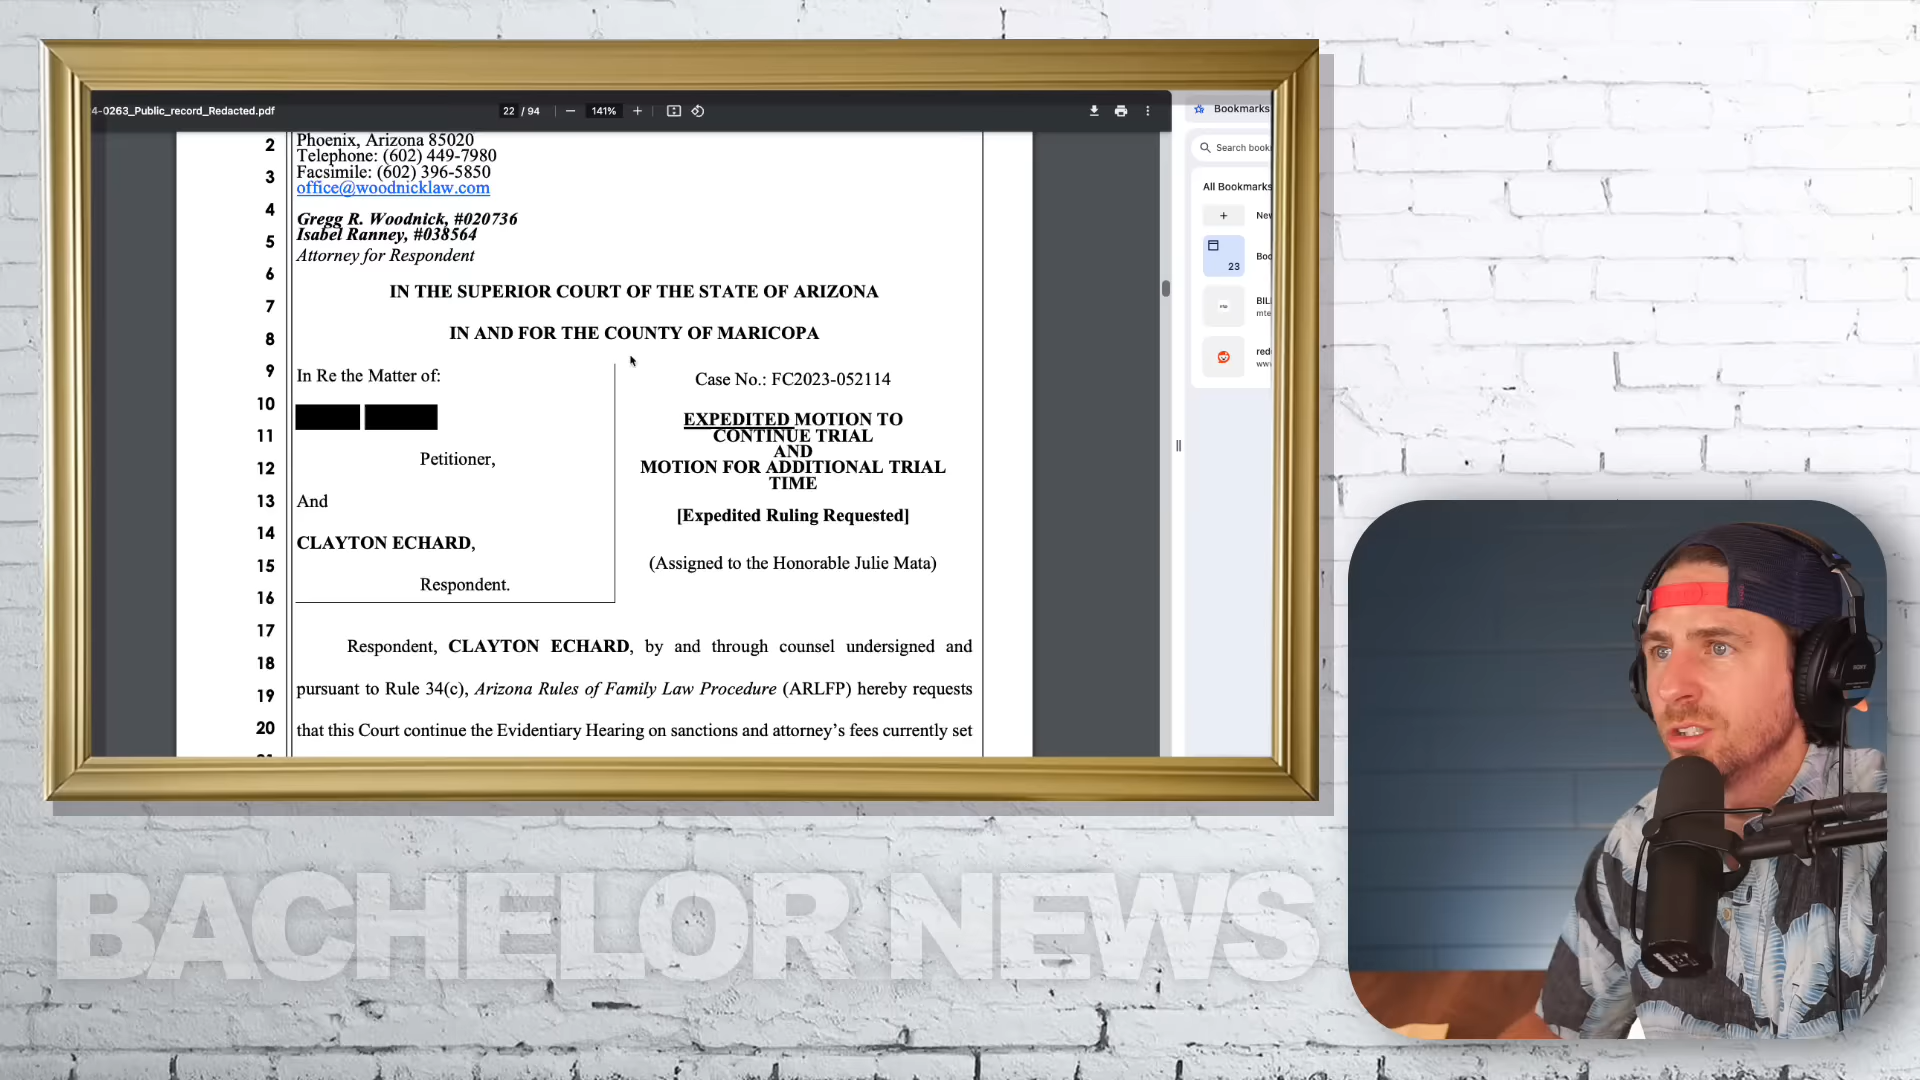 4-0263_Public_record_Redacted.pdf
22 / 94
141%
Bookmarks
Search book
All Bookmarks
23
2 Phoenix, Arizona 85020
Telephone: (602) 449-7980
3 Facsimile: (602) 396-5850
office@woodnicklaw.com
4 Gregg R. Woodnick, #020736
5 Isabel Ranney, #038564
Attorney for Respondent
6
7 IN THE SUPERIOR COURT OF THE STATE OF ARIZONA
8 IN AND FOR THE COUNTY OF MARICOPA
9 In Re the Matter of:
10
11
12 Petitioner,
13 And
14 CLAYTON ECHARD,
15
16 Respondent.
Case No.: FC2023-052114
EXPEDITED MOTION TO
CONTINUE TRIAL
AND
MOTION FOR ADDITIONAL TRIAL
TIME
[Expedited Ruling Requested]
(Assigned to the Honorable Julie Mata)
17 Respondent, CLAYTON ECHARD, by and through counsel undersigned and
18
19 pursuant to Rule 34(c), Arizona Rules of Family Law Procedure (ARLFP) hereby requests
20 that this Court continue the Evidentiary Hearing on sanctions and attorney's fees currently set
BACHELOR NEWS
SONY